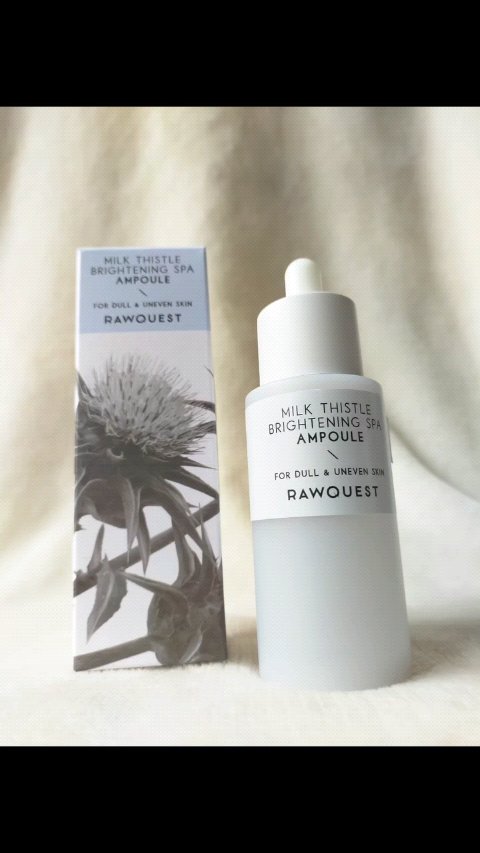 MILK THISTLE
BRIGHTENING SPA
AMPOULE
FOR DULL & UNEVEN SKIN
RAWQUEST
MILK THISTLE
BRIGHTENING SPA
AMPOULE
FOR DULL & UNEVEN SKIN
RAWQUEST